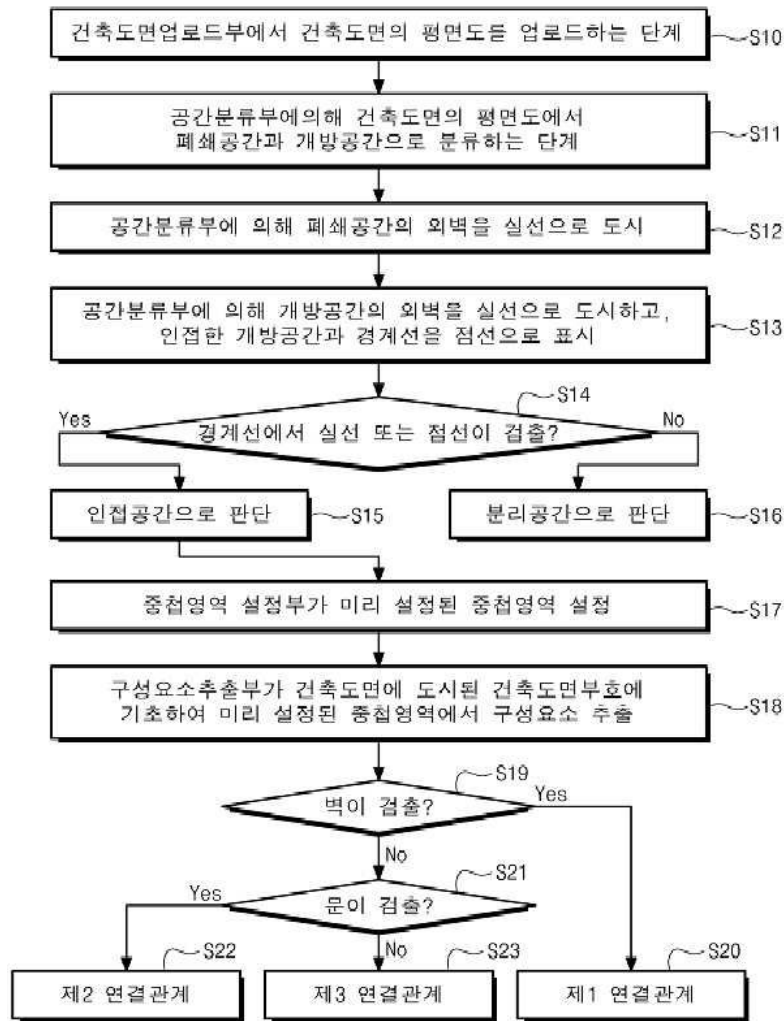 건축도면업로드부에서 건축도면의 평면도를 업로드하는 단계
S10
공간분류부에의해 건축도면의 평면도에서
폐쇄공간과 개방공간으로 분류하는 단계
S11
공간분류부에 의해 폐쇄공간의 외벽을 실선으로 도시
S12
공간분류부에 의해 개방공간의 외벽을 실선으로 도시하고,
인접한 개방공간과 경계선을 점선으로 표시
S13
S14
Yes
경계선에서 실선 또는 점선이 검출?
No
인접공간으로 판단
S15
분리공간으로 판단
S16
중첩영역 설정부가 미리 설정된 중첩영역 설정
S17
구성요소추출부가 건축도면에 도시된 건축도면부호에
기초하여 미리 설정된 중첩영역에서 구성요소 추출
S18
S19
벽이 검출?
Yes
No
S21
Yes
문이 검출?
No
S22
S23
S20
제2 연결관계
제3 연결관계
제1 연결관계